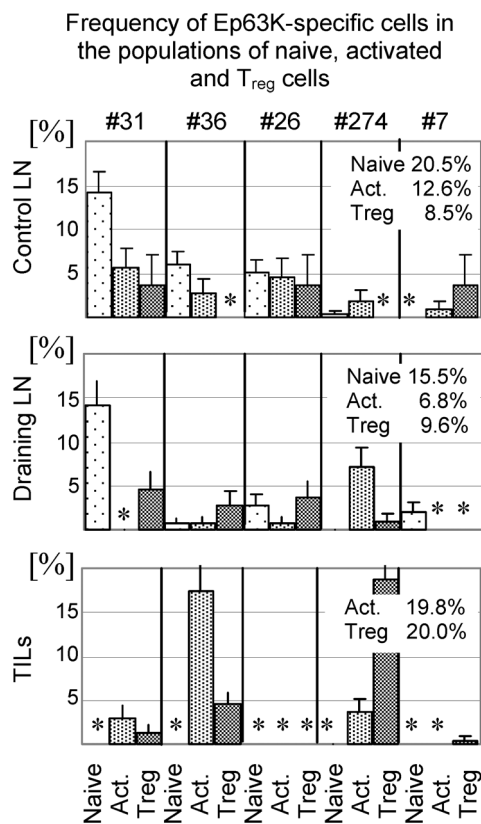 Frequency of Ep63K-specific cells in
the populations of naive, activated
and Treg cells
[%] #31 #36 #26 #274 #7
Control LN
15
10
5
Naive 20.5%
Act. 12.6%
Treg 8.5%
* * *
[%]
Draining LN
15
10
5
Naive 15.5%
Act. 6.8%
Treg 9.6%
* * *
[%]
TILs
15
10
5
Act. 19.8%
Treg 20.0%
* * * * * * * *
Naive Act. Treg Naive Act. Treg Naive Act. Treg Naive Act. Treg Naive Act. Treg